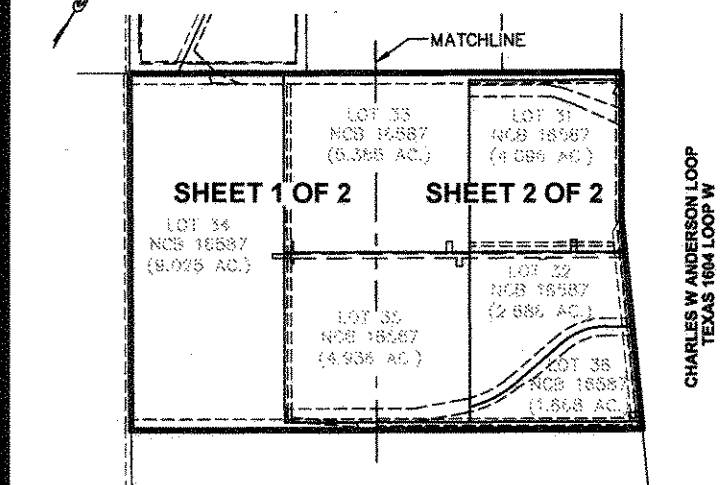 MATCHLINE
LOT 33
NCB 16587
LOT 31
NCB 16587
SHEET 1 OF 2
SHEET 2 OF 2
LOT 34
NCB 16587
(9.025 AC.)
LOT 32
NCB 16587
LOT 35
NCB 16587
(4.936 AC.)
LOT 36
NCB 16587
CHARLES W ANDERSON LOOP
TEXAS 1604 LOOP W